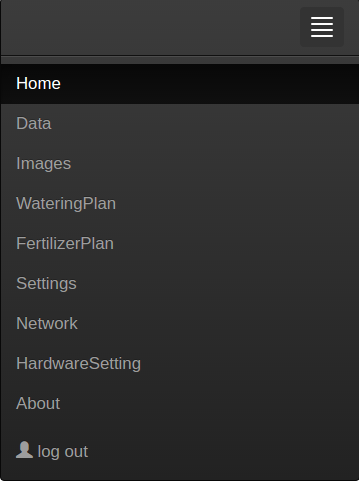 Home
Data
Images
WateringPlan
FertilizerPlan
Settings
Network
HardwareSetting
About
log out